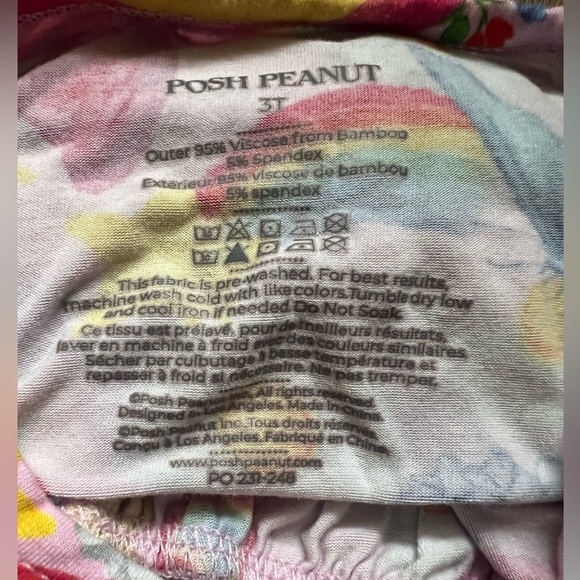 POSH PEANUT
3T
Outer 95% Viscose from Bamboo
5% Spandex
Extérieur 95% viscose de bambou
5% spandex
This fabric is pre-washed. For best results,
machine wash cold with like colors. Tumble dry low
and cool iron if needed Do Not Soak.
Ce tissu est prélavé, pour de meilleurs résultats,
laver en machine à froid avec des couleurs similaires.
Sécher par culbutage à basse température et
repasser à froid si nécessaire. Ne pas tremper.
©Posh Peanut Inc. All rights reserved.
Designed in Los Angeles. Made in China.
©Posh Peanut Inc. Tous droits réservés.
Conçu à Los Angeles. Fabriqué en Chine.
www.poshpeanut.com
PO 231-248